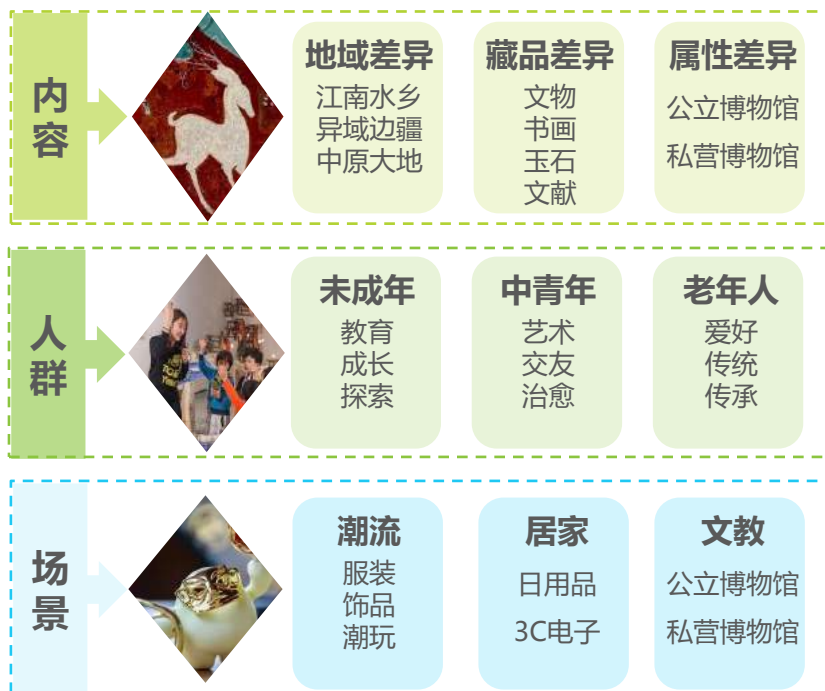 内容
地域差异
江南水乡
异域边疆
中原大地
藏品差异
文物
书画
玉石
文献
属性差异
公立博物馆
私营博物馆
人群
未成年
教育
成长
探索
中青年
艺术
交友
治愈
老年人
爱好
传统
传承
场景
潮流
服装
饰品
潮玩
居家
日用品
3C电子
文教
公立博物馆
私营博物馆